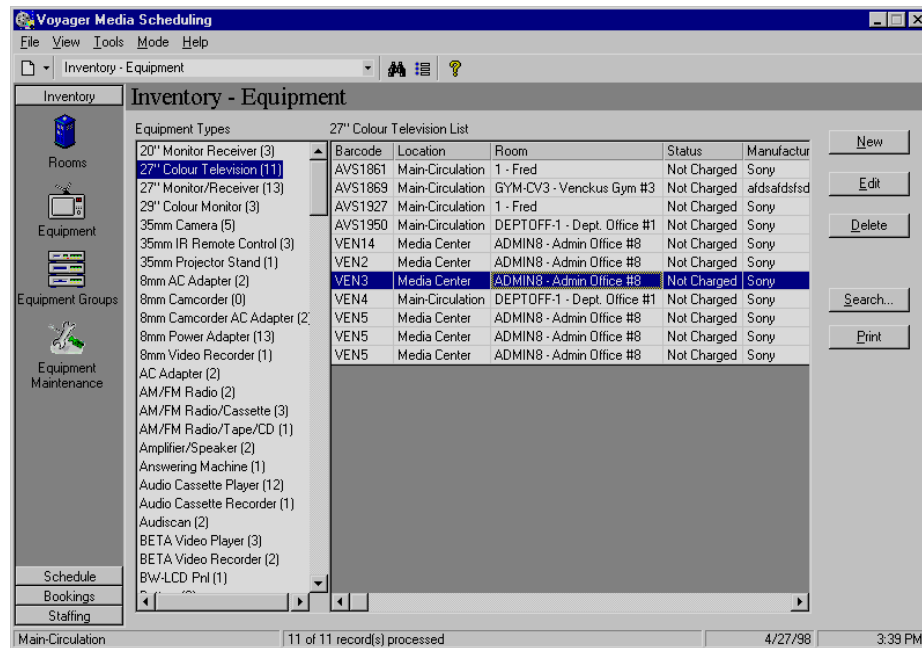 Voyager Media Scheduling
File View Tools Mode Help
Inventory - Equipment
Inventory
Inventory - Equipment
Rooms
Equipment
Equipment Groups
Equipment
Maintenance
Schedule
Bookings
Staffing
Equipment Types
20" Monitor Receiver (3)
27" Colour Television (11)
27" Monitor/Receiver (13)
29" Colour Monitor (3)
35mm Camera (5)
35mm IR Remote Control (3)
35mm Projector Stand (1)
8mm AC Adapter (2)
8mm Camcorder (0)
8mm Camcorder AC Adapter (2
8mm Power Adapter (13)
8mm Video Recorder (1)
AC Adapter (2)
AM/FM Radio (2)
AM/FM Radio/Cassette (3)
AM/FM Radio/Tape/CD (1)
Amplifier/Speaker (2)
Answering Machine (1)
Audio Cassette Player (12)
Audio Cassette Recorder (1)
Audiscan (2)
BETA Video Player (3)
BETA Video Recorder (2)
BW-LCD Pnl (1)
27" Colour Television List
Barcode Location Room Status Manufactur
AVS1861 Main-Circulation 1 - Fred Not Charged Sony
AVS1869 Main-Circulation GYM-CV3 - Venckus Gym #3 Not Charged afdsafdsfsd
AVS1927 Main-Circulation 1 - Fred Not Charged Sony
AVS1950 Main-Circulation DEPTOFF-1 - Dept. Office #1 Not Charged Sony
VEN14 Media Center ADMIN8 - Admin Office #8 Not Charged Sony
VEN2 Media Center ADMIN8 - Admin Office #8 Not Charged Sony
VEN3 Media Center ADMIN8 - Admin Office #8 Not Charged Sony
VEN4 Main-Circulation DEPTOFF-1 - Dept. Office #1 Not Charged Sony
VEN5 Media Center ADMIN8 - Admin Office #8 Not Charged Sony
VEN5 Media Center ADMIN8 - Admin Office #8 Not Charged Sony
VEN5 Media Center ADMIN8 - Admin Office #8 Not Charged Sony
New
Edit
Delete
Search...
Print
Main-Circulation 11 of 11 record(s) processed 4/27/98 3:39 PM